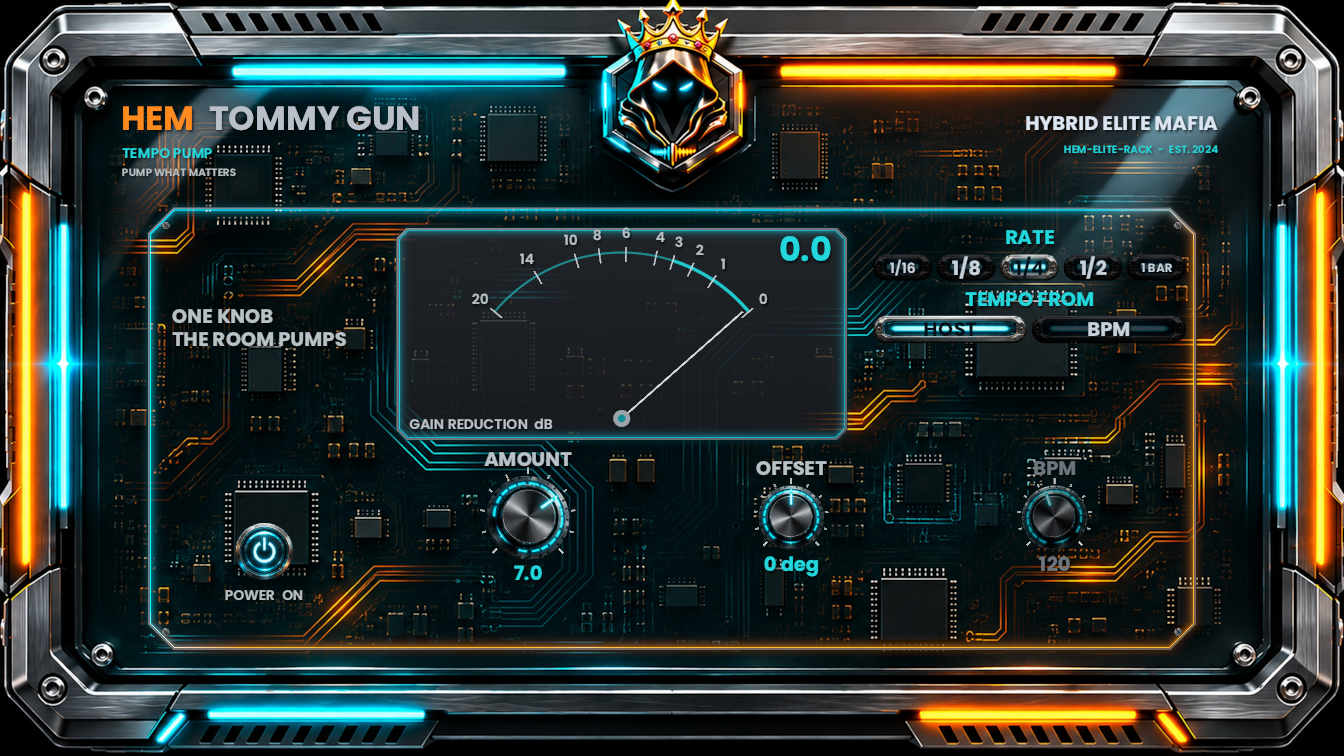 HEM TOMMY GUN
TEMPO PUMP
PUMP WHAT MATTERS
HYBRID ELITE MAFIA
HEM-ELITE-RACK - EST. 2024
20 14 10 8 6 4 3 2 1 0
0.0
GAIN REDUCTION dB
RATE
1/16 1/8 1/4 1/2 1 BAR
TEMPO FROM
HOST BPM
ONE KNOB
THE ROOM PUMPS
AMOUNT
7.0
OFFSET
0 deg
BPM
120
POWER ON